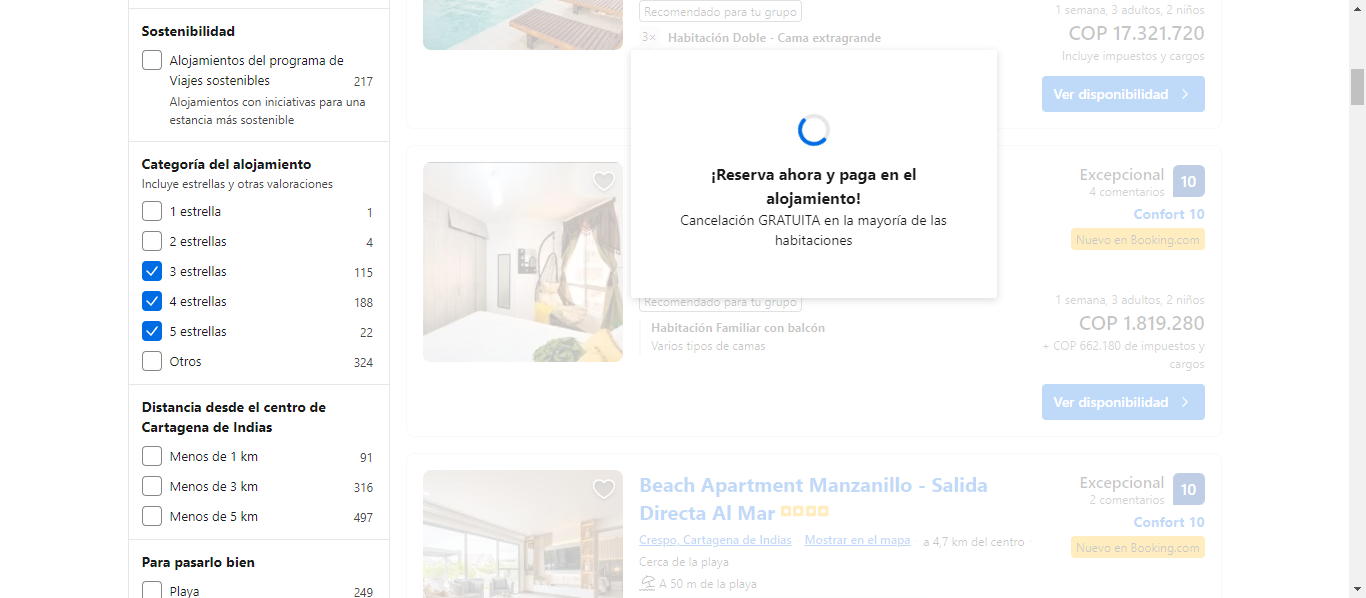 Sostenibilidad
Alojamientos del programa de
Viajes sostenibles 217
Alojamientos con iniciativas para una
estancia más sostenible
Categoría del alojamiento
Incluye estrellas y otras valoraciones
1 estrella 1
2 estrellas 4
3 estrellas 115
4 estrellas 188
5 estrellas 22
Otros 324
Distancia desde el centro de
Cartagena de Indias
Menos de 1 km 91
Menos de 3 km 316
Menos de 5 km 497
Para pasarlo bien
Playa 249
Recomendado para tu grupo
3× Habitación Doble - Cama extragrande
1 semana, 3 adultos, 2 niños
COP 17.321.720
Incluye impuestos y cargos
Ver disponibilidad
¡Reserva ahora y paga en el
alojamiento!
Cancelación GRATUITA en la mayoría de las
habitaciones
Excepcional 10
4 comentarios
Confort 10
Nuevo en Booking.com
Recomendado para tu grupo
Habitación Familiar con balcón
Varios tipos de camas
1 semana, 3 adultos, 2 niños
COP 1.819.280
+ COP 662.180 de impuestos y
cargos
Ver disponibilidad
Beach Apartment Manzanillo - Salida
Directa Al Mar
Crespo, Cartagena de Indias Mostrar en el mapa a 4,7 km del centro
Cerca de la playa
A 50 m de la playa
Excepcional 10
2 comentarios
Confort 10
Nuevo en Booking.com